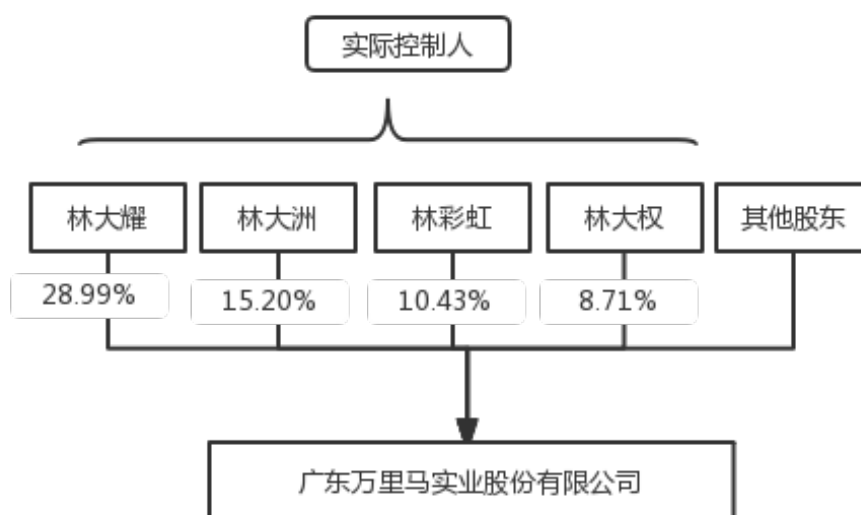 实际控制人
林大耀
林大洲
林彩虹
林大权
其他股东
28.99%
15.20%
10.43%
8.71%
广东万里马实业股份有限公司